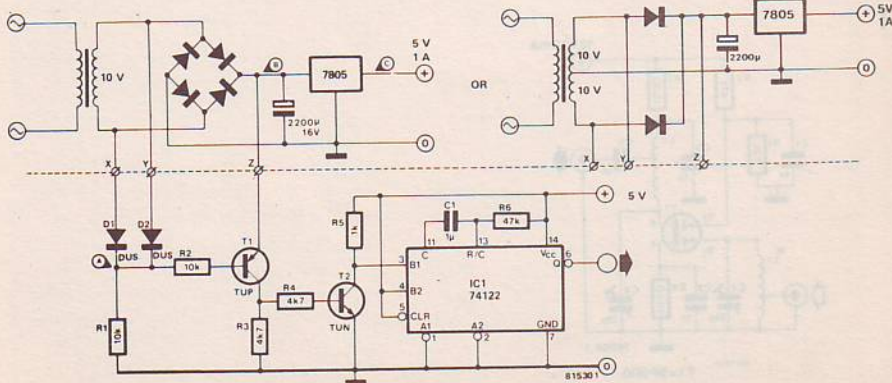 10 V
B
C
5 V
1 A
7805
2200µ
16V
OR
10 V
10 V
7805
2200µ
5V
1A
0
0
X
Y
Z
X
Y
Z
5 V
D1
D2
DUS
DUS
A
R1
10k
R2
10k
T1
TUP
R3
4k7
R4
4k7
R5
1k
T2
TUN
C1
1µ
R6
47k
11
13
14
C
R/C
VCC
3
B1
4
B2
5
CLR
IC1
74122
Q
6
A1
A2
GND
1
2
7
0
815301